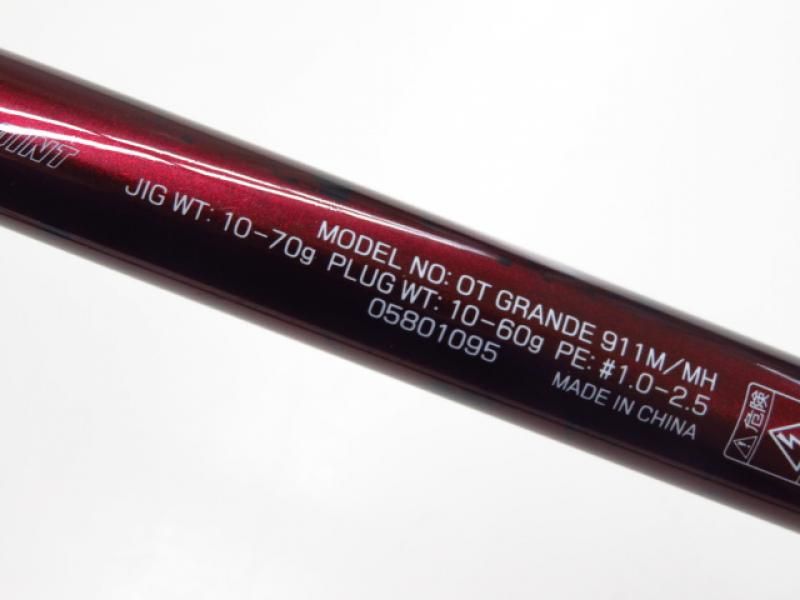 MODEL NO: OT GRANDE 911M/MH
JIG WT: 10-70g PLUG WT: 10-60g PE: #1.0-2.5
05801095
MADE IN CHINA
危険